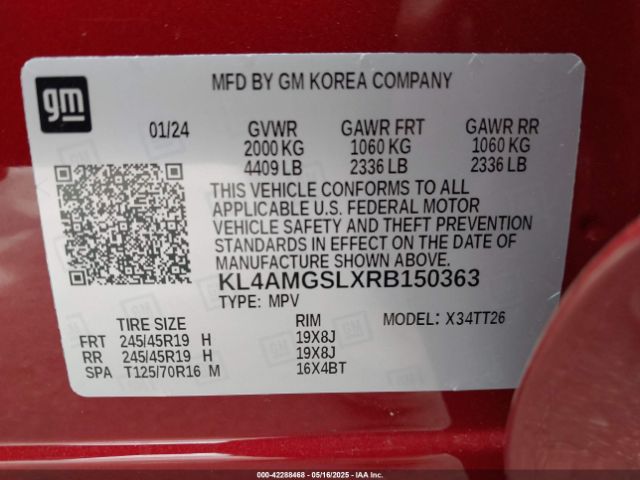 gm
MFD BY GM KOREA COMPANY
01/24 GVWR GAWR FRT GAWR RR
2000 KG 1060 KG 1060 KG
4409 LB 2336 LB 2336 LB
THIS VEHICLE CONFORMS TO ALL
APPLICABLE U.S. FEDERAL MOTOR
VEHICLE SAFETY AND THEFT PREVENTION
STANDARDS IN EFFECT ON THE DATE OF
MANUFACTURE SHOWN ABOVE.
KL4AMGSLXRB150363
TYPE: MPV
TIRE SIZE RIM MODEL: X34TT26
FRT 245/45R19 H 19X8J
RR 245/45R19 H 19X8J
SPA T125/70R16 M 16X4BT
000-42288468 - 05/16/2025 - IAA Inc.